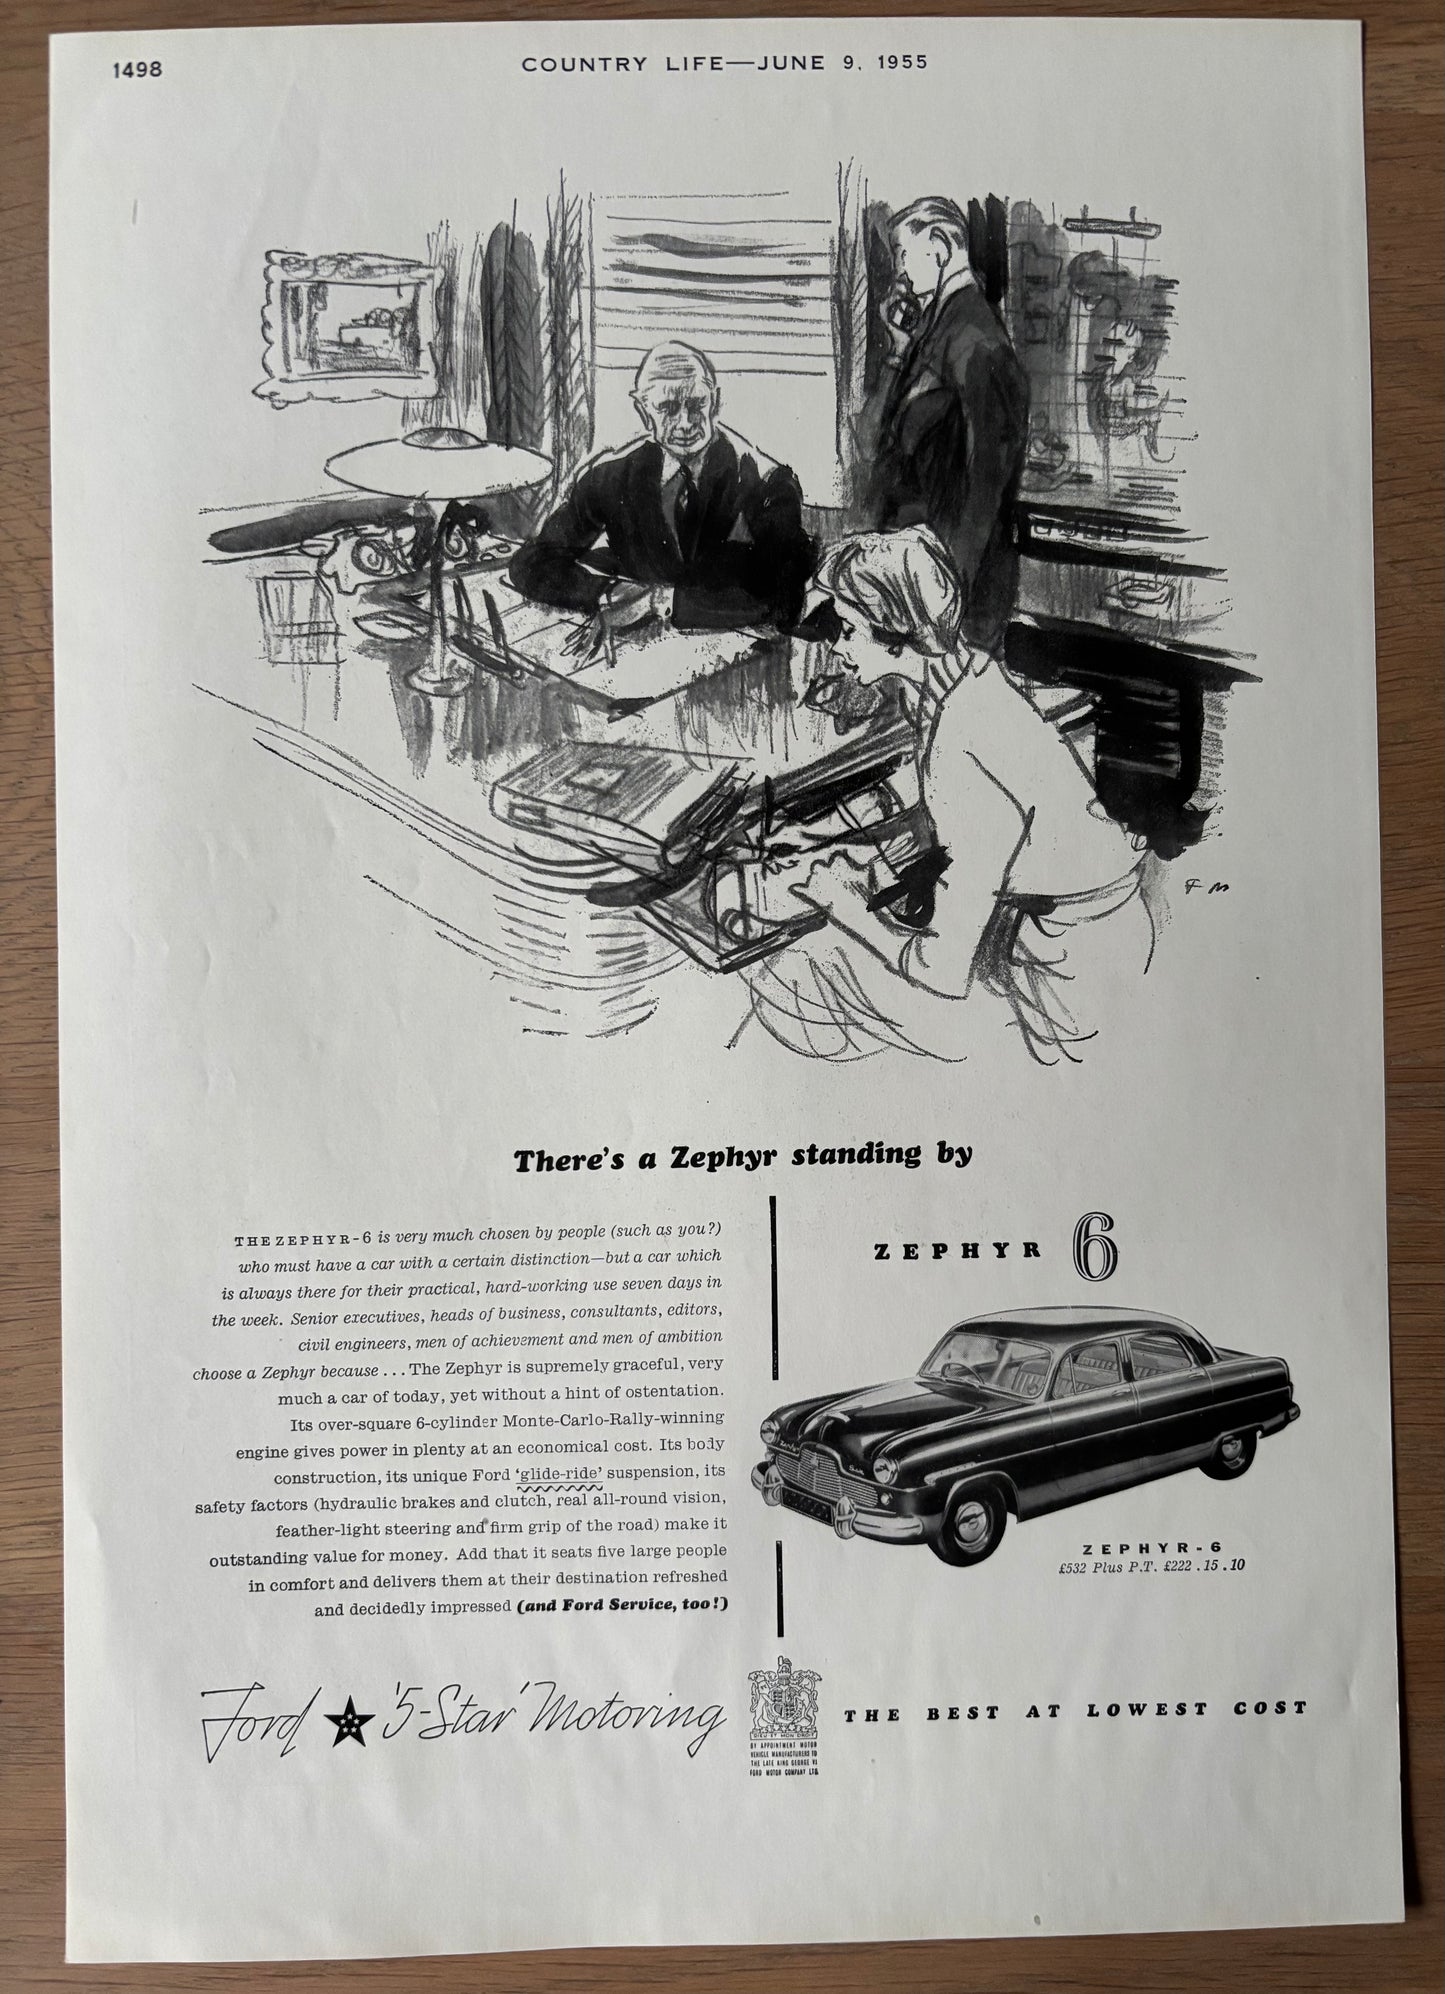 1498
COUNTRY LIFE—JUNE 9, 1955
F M
There's a Zephyr standing by
THE ZEPHYR-6 is very much chosen by people (such as you?)
who must have a car with a certain distinction—but a car which
is always there for their practical, hard-working use seven days in
the week. Senior executives, heads of business, consultants, editors,
civil engineers, men of achievement and men of ambition
choose a Zephyr because . . . The Zephyr is supremely graceful, very
much a car of today, yet without a hint of ostentation.
Its over-square 6-cylinder Monte-Carlo-Rally-winning
engine gives power in plenty at an economical cost. Its body
construction, its unique Ford 'glide-ride' suspension, its
safety factors (hydraulic brakes and clutch, real all-round vision,
feather-light steering and firm grip of the road) make it
outstanding value for money. Add that it seats five large people
in comfort and delivers them at their destination refreshed
and decidedly impressed (and Ford Service, too!)
ZEPHYR 6
ZEPHYR-6
£532 Plus P.T. £222 . 15 . 10
Ford ★ '5-Star' Motoring
DIEU ET MON DROIT
BY APPOINTMENT MOTOR
VEHICLE MANUFACTURERS TO
THE LATE KING GEORGE VI
FORD MOTOR COMPANY LTD.
THE BEST AT LOWEST COST